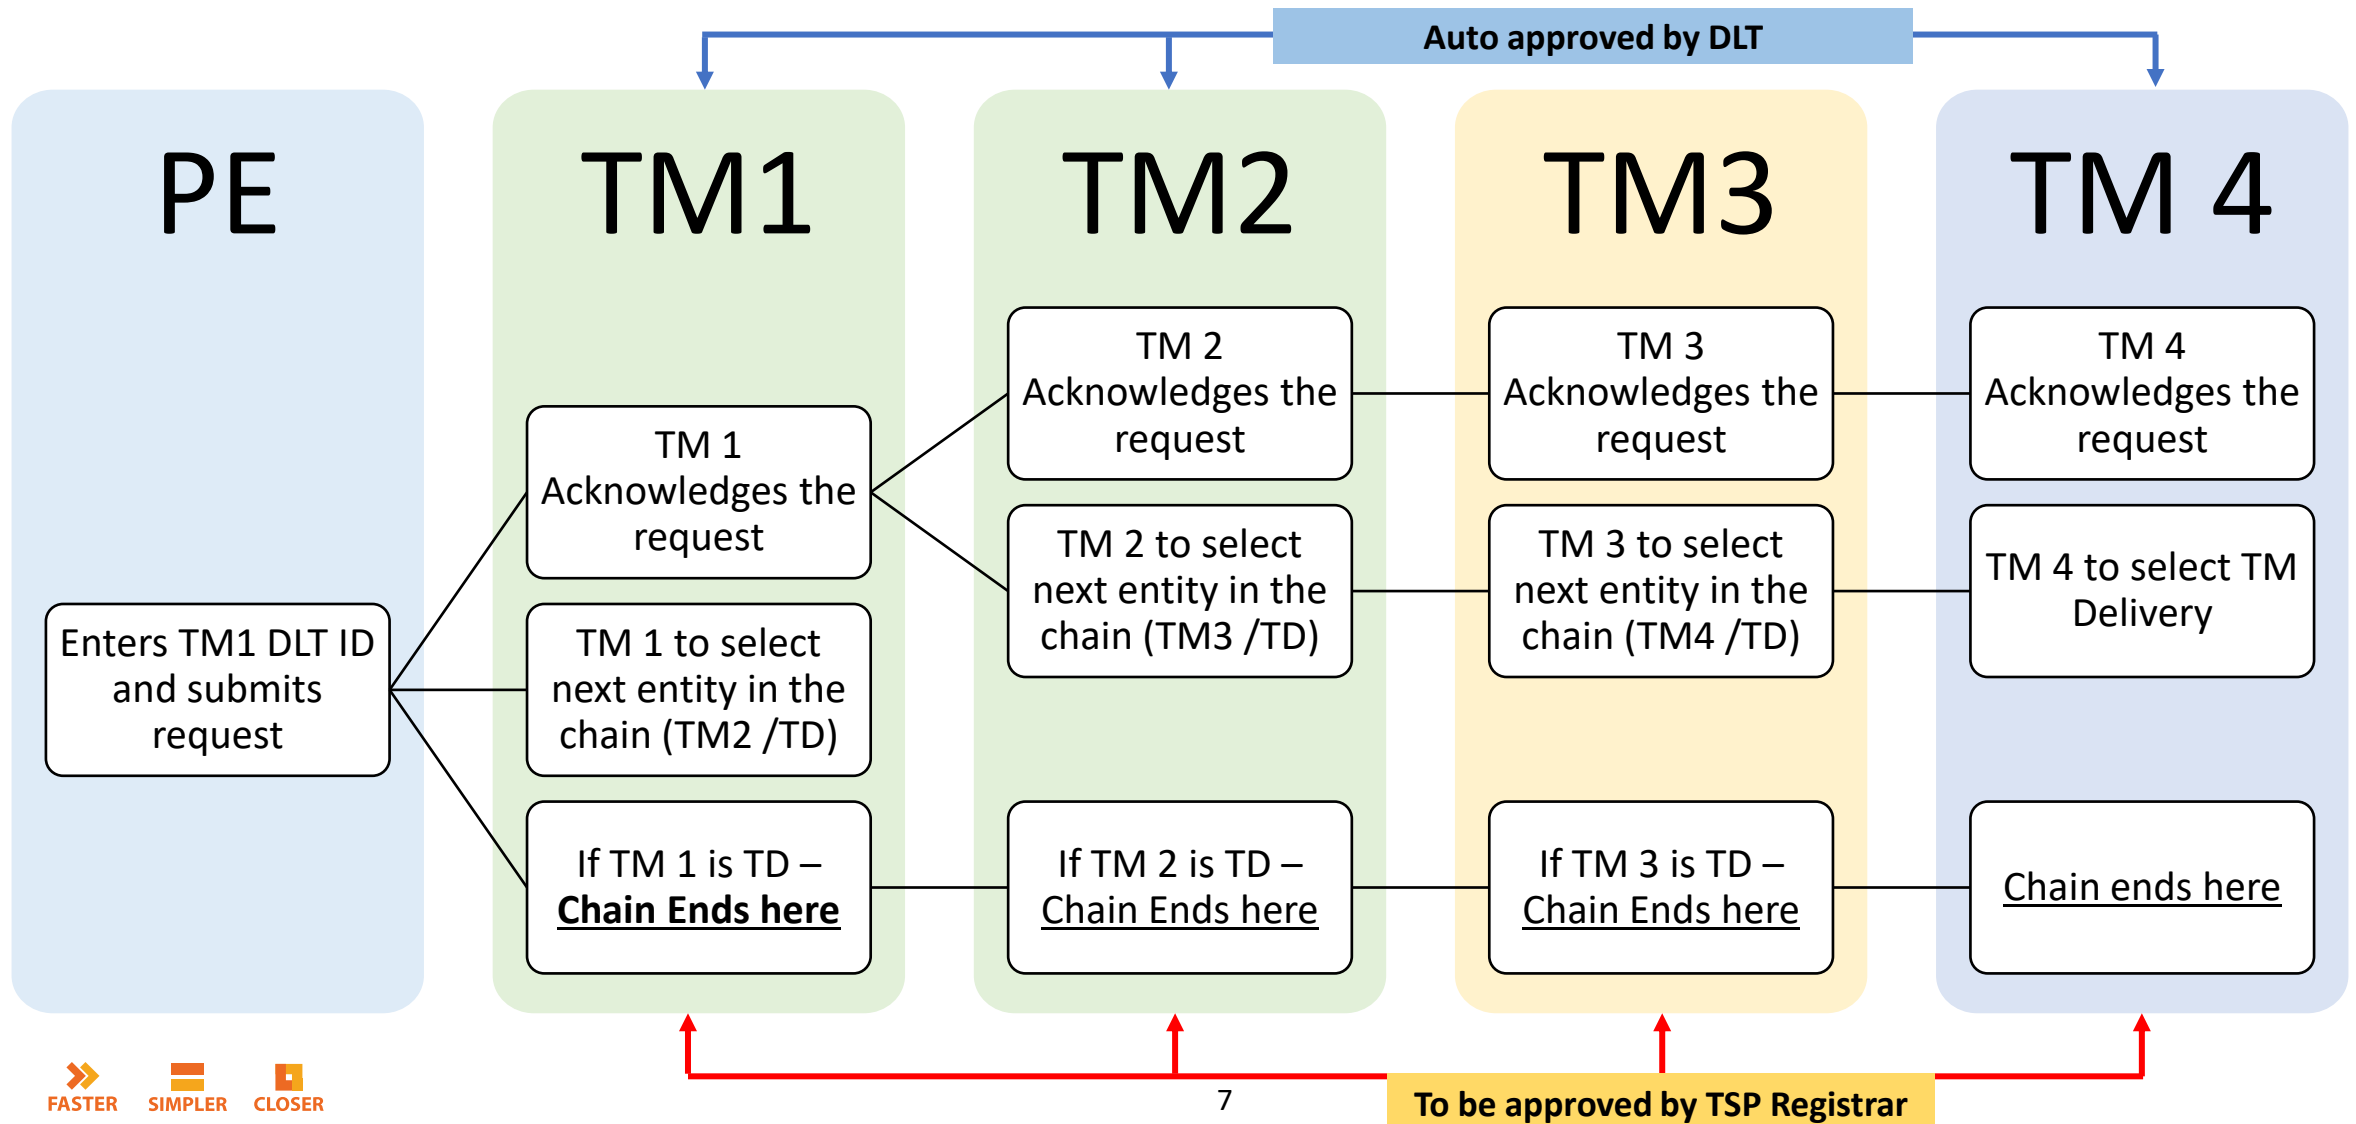 Auto approved by DLT
PE
TM1
TM2
TM3
TM 4
Enters TM1 DLT ID
and submits
request
TM 1
Acknowledges the
request
TM 1 to select
next entity in the
chain (TM2 /TD)
If TM 1 is TD –
Chain Ends here
TM 2
Acknowledges the
request
TM 2 to select
next entity in the
chain (TM3 /TD)
If TM 2 is TD –
Chain Ends here
TM 3
Acknowledges the
request
TM 3 to select
next entity in the
chain (TM4 /TD)
If TM 3 is TD –
Chain Ends here
TM 4
Acknowledges the
request
TM 4 to select TM
Delivery
Chain ends here
FASTER
SIMPLER
CLOSER
7
To be approved by TSP Registrar